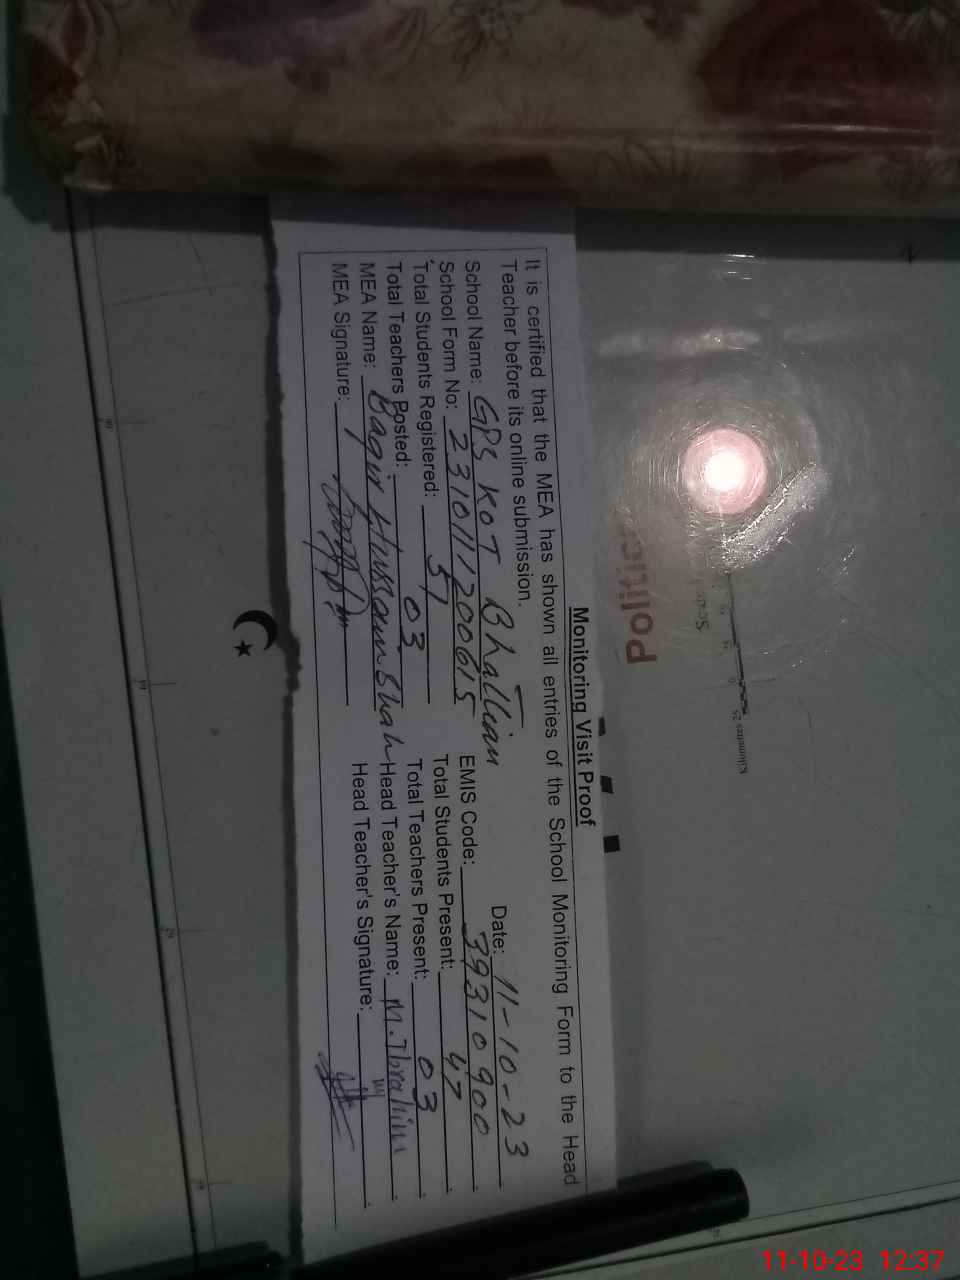 Monitoring Visit Proof
It is certified that the MEA has shown all entries of the School Monitoring Form to the Head
Teacher before its online submission.
Date: 11-10-23
School Name: GPS KOT Bhallian EMIS Code: 39310900
School Form No: 231011200615 Total Students Present: 47
Total Students Registered: 51 Total Teachers Present: 03
Total Teachers Posted: 03 Head Teacher's Name: M. Ibrahim
MEA Name: Baqir Hussain Shah Head Teacher's Signature:
MEA Signature:
Politic
Kilometres 25
11-10-23 12:37